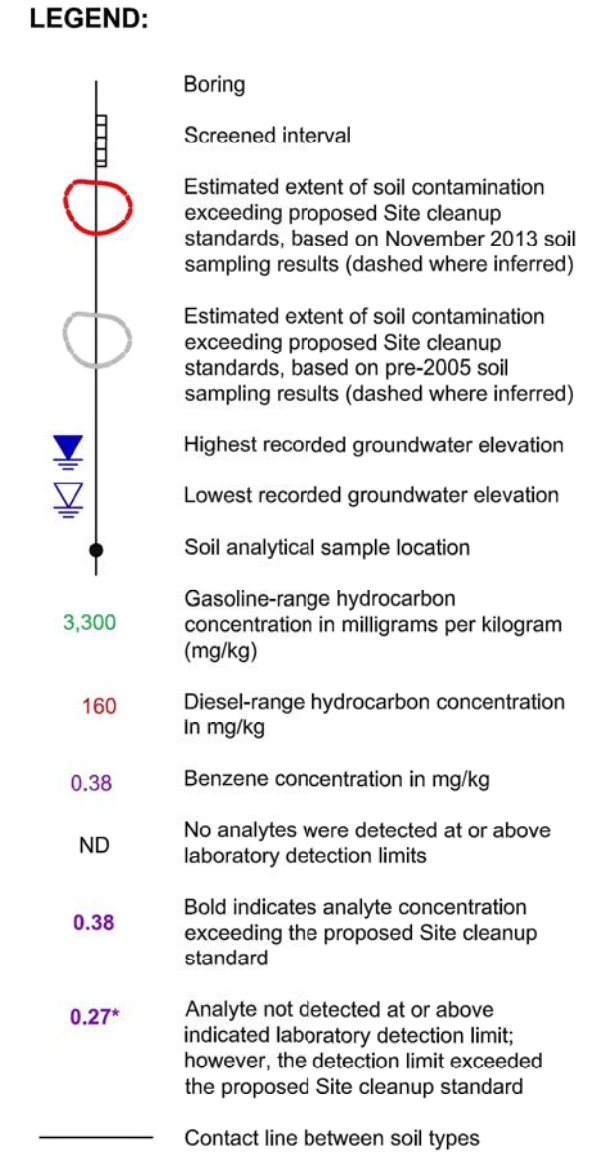 LEGEND:
Boring
Screened interval
Estimated extent of soil contamination
exceeding proposed Site cleanup
standards, based on November 2013 soil
sampling results (dashed where inferred)
Estimated extent of soil contamination
exceeding proposed Site cleanup
standards, based on pre-2005 soil
sampling results (dashed where inferred)
Highest recorded groundwater elevation
Lowest recorded groundwater elevation
Soil analytical sample location
Gasoline-range hydrocarbon
3,300 concentration in milligrams per kilogram
(mg/kg)
160 Diesel-range hydrocarbon concentration
In mg/kg
0.38 Benzene concentration in mg/kg
ND No analytes were detected at or above
laboratory detection limits
0.38 Bold indicates analyte concentration
exceeding the proposed Site cleanup
standard
0.27* Analyte not detected at or above
indicated laboratory detection limit;
however, the detection limit exceeded
the proposed Site cleanup standard
Contact line between soil types